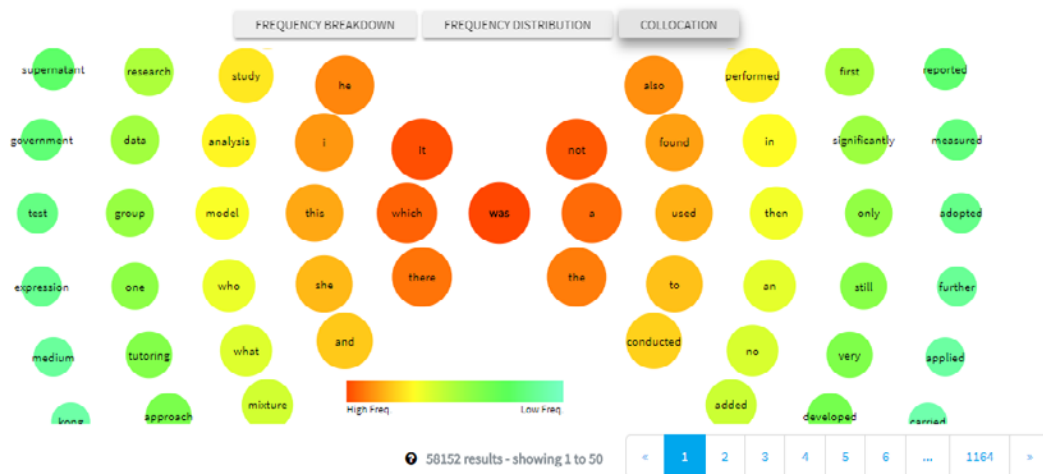 FREQUENCY BREAKDOWN FREQUENCY DISTRIBUTION COLLOCATION
supernatant research study he also performed first reported
government data analysis i it not found in significantly measured
test group model this which was a used then only adopted
expression one who she there the to an still further
medium tutoring what and conducted no very applied
kong approach mixture added developed carried
High Freq. Low Freq.
58152 results - showing 1 to 50 « 1 2 3 4 5 6 ... 1164 »